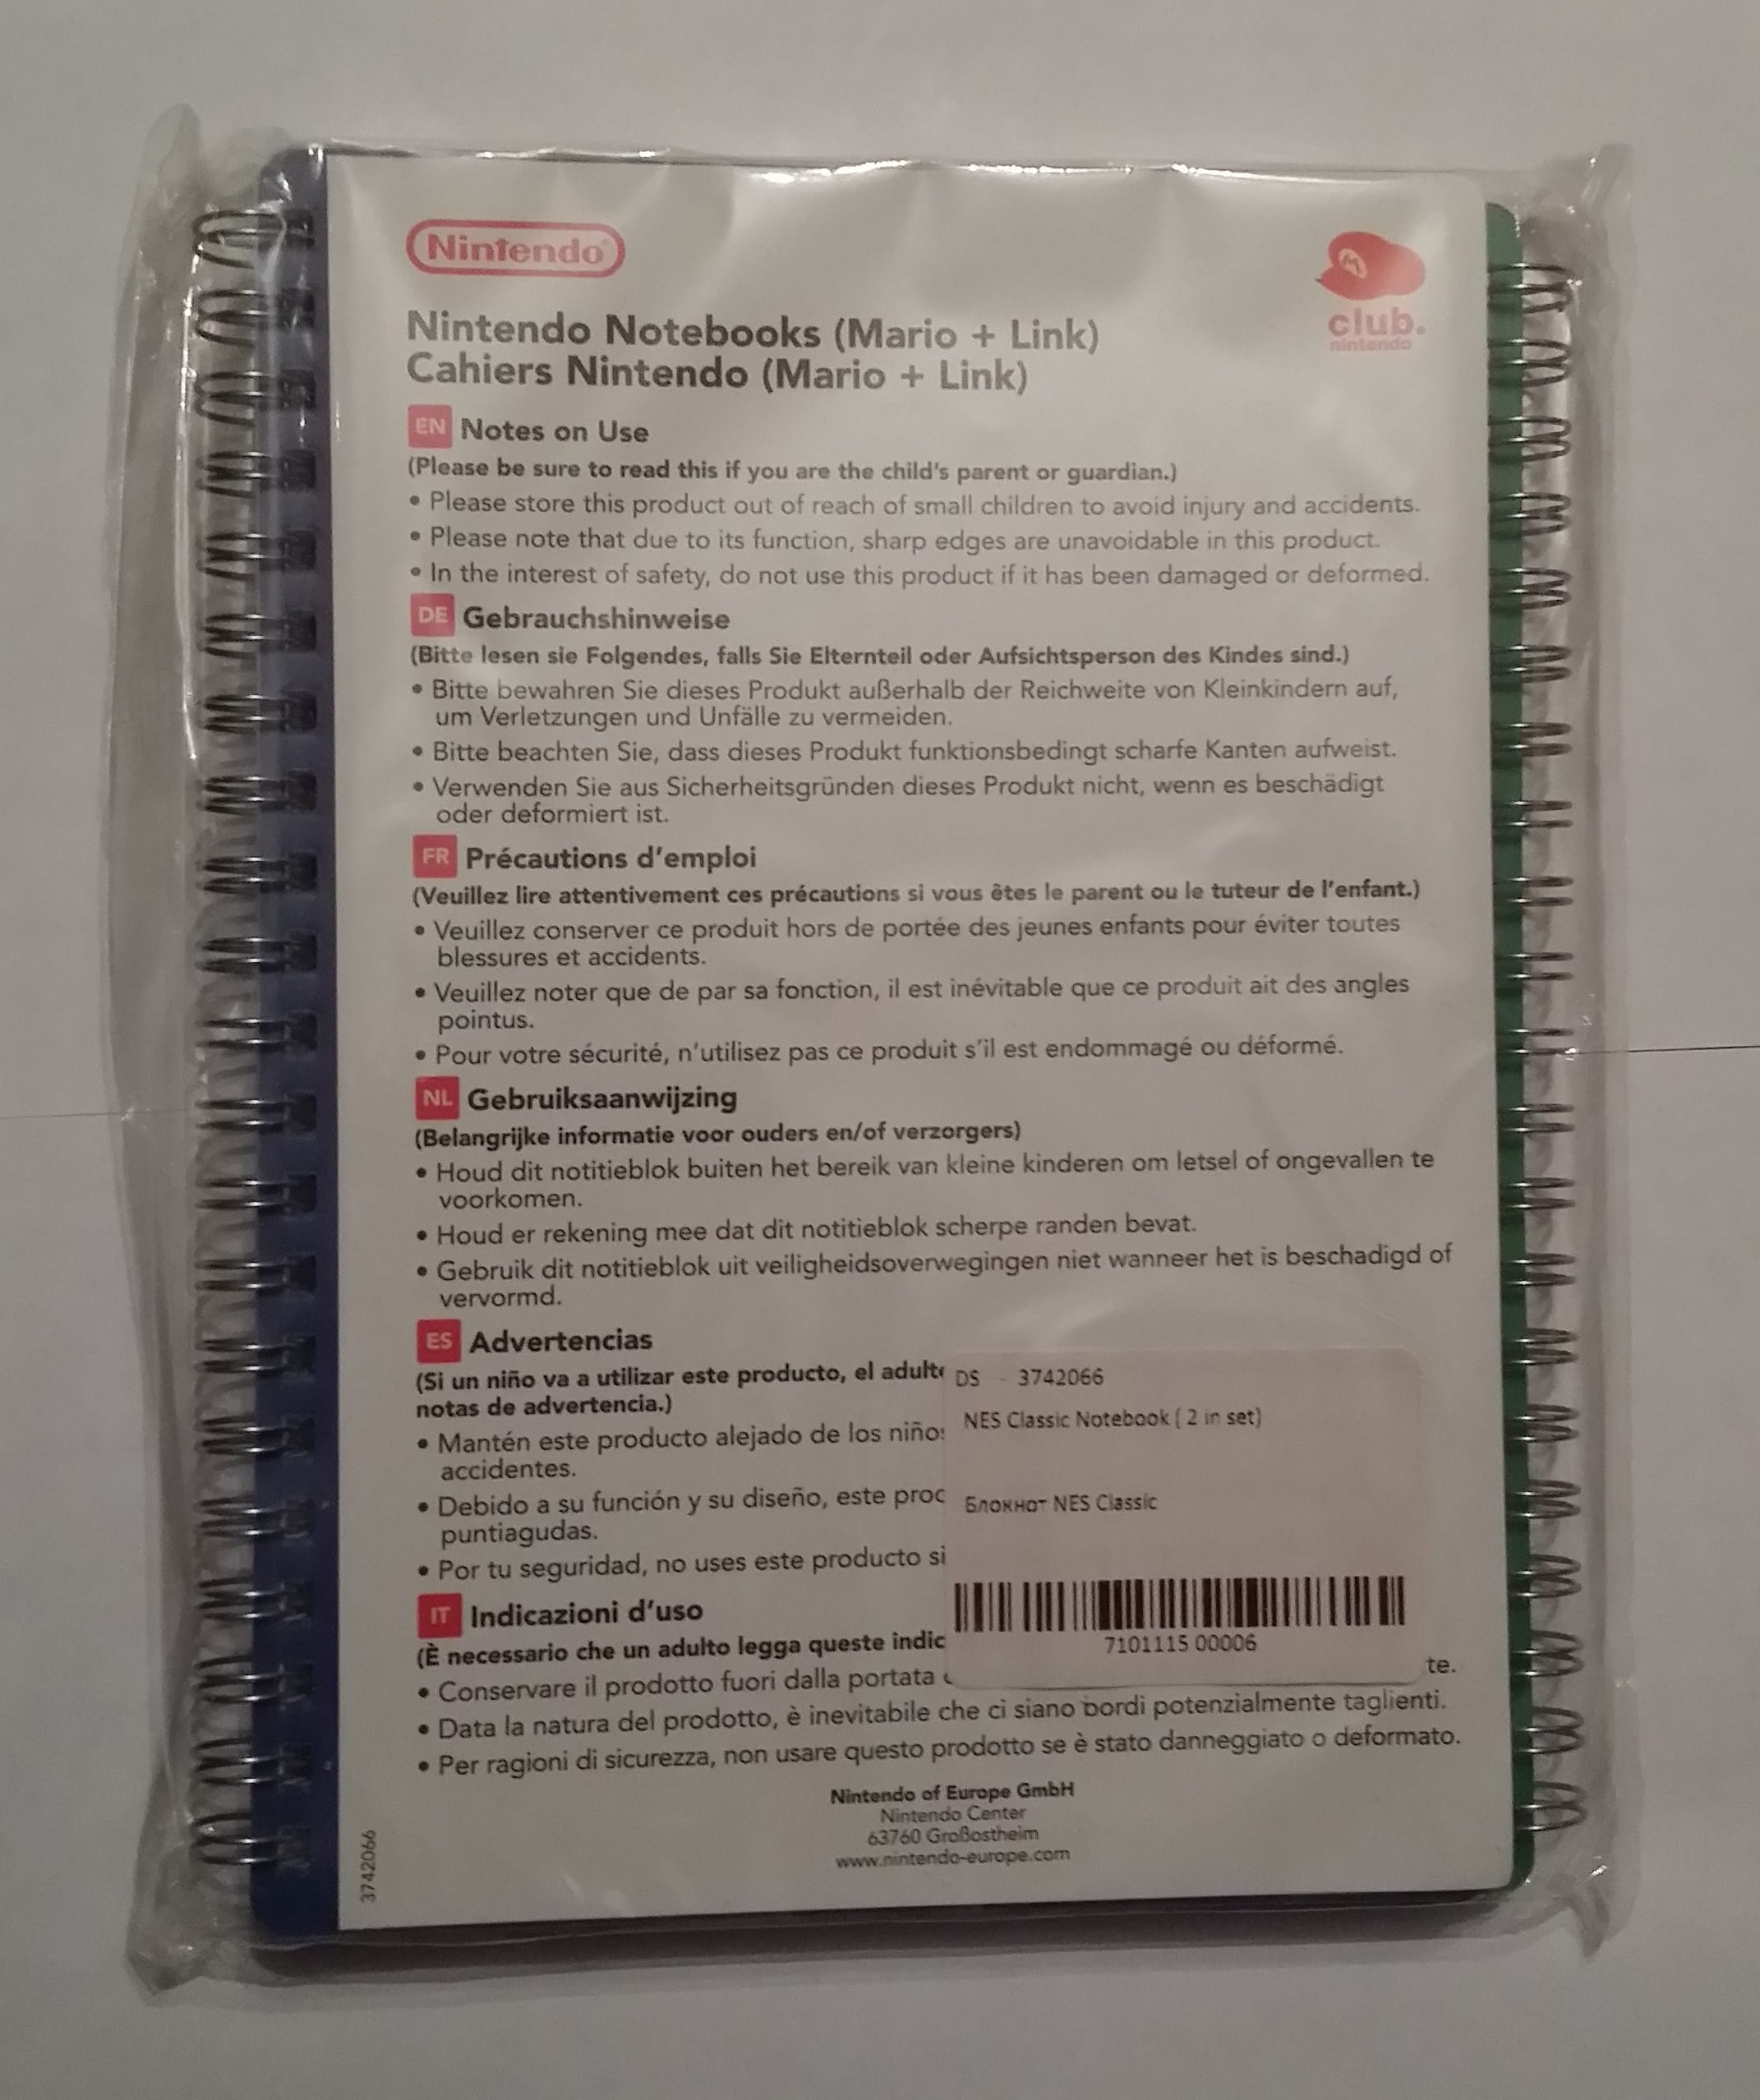 Nintendo®
club.
nintendo
Nintendo Notebooks (Mario + Link)
Cahiers Nintendo (Mario + Link)
EN Notes on Use
(Please be sure to read this if you are the child's parent or guardian.)
• Please store this product out of reach of small children to avoid injury and accidents.
• Please note that due to its function, sharp edges are unavoidable in this product.
• In the interest of safety, do not use this product if it has been damaged or deformed.
DE Gebrauchshinweise
(Bitte lesen sie Folgendes, falls Sie Elternteil oder Aufsichtsperson des Kindes sind.)
• Bitte bewahren Sie dieses Produkt außerhalb der Reichweite von Kleinkindern auf,
um Verletzungen und Unfälle zu vermeiden.
• Bitte beachten Sie, dass dieses Produkt funktionsbedingt scharfe Kanten aufweist.
• Verwenden Sie aus Sicherheitsgründen dieses Produkt nicht, wenn es beschädigt
oder deformiert ist.
FR Précautions d'emploi
(Veuillez lire attentivement ces précautions si vous êtes le parent ou le tuteur de l'enfant.)
• Veuillez conserver ce produit hors de portée des jeunes enfants pour éviter toutes
blessures et accidents.
• Veuillez noter que de par sa fonction, il est inévitable que ce produit ait des angles
pointus.
• Pour votre sécurité, n'utilisez pas ce produit s'il est endommagé ou déformé.
NL Gebruiksaanwijzing
(Belangrijke informatie voor ouders en/of verzorgers)
• Houd dit notitieblok buiten het bereik van kleine kinderen om letsel of ongevallen te
voorkomen.
• Houd er rekening mee dat dit notitieblok scherpe randen bevat.
• Gebruik dit notitieblok uit veiligheidsoverwegingen niet wanneer het is beschadigd of
vervormd.
ES Advertencias
(Si un niño va a utilizar este producto, el
notas de advertencia.)
• Mantén este producto alejado de los
accidentes.
• Debido a su función y su diseño, este
puntiagudas.
• Por tu seguridad, no uses este producto si
IT Indicazioni d'uso
(È necessario che un adulto legga queste
• Conservare il prodotto fuori dalla portata
te.
• Data la natura del prodotto, è inevitabile che ci siano bordi potenzialmente taglienti.
• Per ragioni di sicurezza, non usare questo prodotto se è stato danneggiato o deformato.
DS - 3742066
NES Classic Notebook ( 2 in set)
Блокнот NES Classic
7101115 00006
Nintendo of Europe GmbH
Nintendo Center
63760 Großostheim
www.nintendo-europe.com
3742066